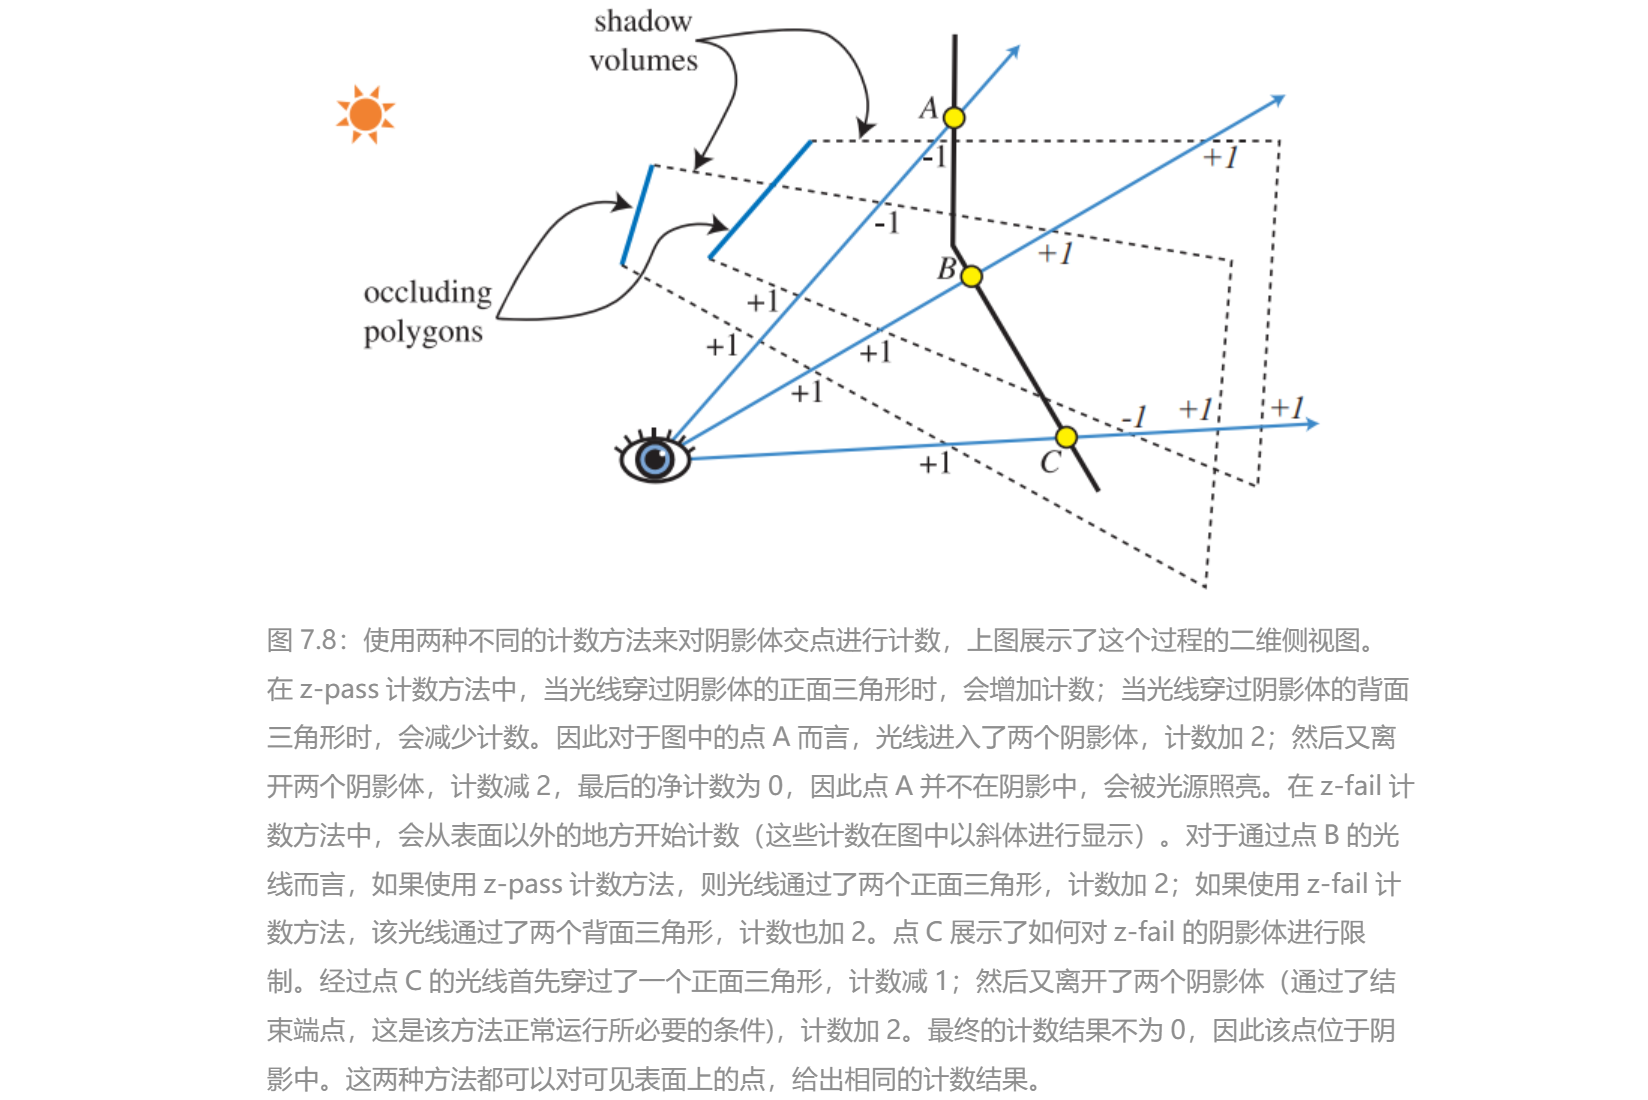 shadow
volumes
A
-1
+1
-1
+1
B
occluding
polygons
+1
+1
+1
+1
-1
+1
+1
+1
C
图 7.8：使用两种不同的计数方法来对阴影体交点进行计数，上图展示了这个过程的二维侧视图。
在 z-pass 计数方法中，当光线穿过阴影体的正面三角形时，会增加计数；当光线穿过阴影体的背面
三角形时，会减少计数。因此对于图中的点 A 而言，光线进入了两个阴影体，计数加 2；然后又离
开两个阴影体，计数减 2，最后的净计数为 0，因此点 A 并不在阴影中，会被光源照亮。在 z-fail 计
数方法中，会从表面以外的地方开始计数（这些计数在图中以斜体进行显示）。对于通过点 B 的光
线而言，如果使用 z-pass 计数方法，则光线通过了两个正面三角形，计数加 2；如果使用 z-fail 计
数方法，该光线通过了两个背面三角形，计数也加 2。点 C 展示了如何对 z-fail 的阴影体进行限
制。经过点 C 的光线首先穿过了一个正面三角形，计数减 1；然后又离开了两个阴影体（通过了结
束端点，这是该方法正常运行所必要的条件)，计数加 2。最终的计数结果不为 0，因此该点位于阴
影中。这两种方法都可以对可见表面上的点，给出相同的计数结果。